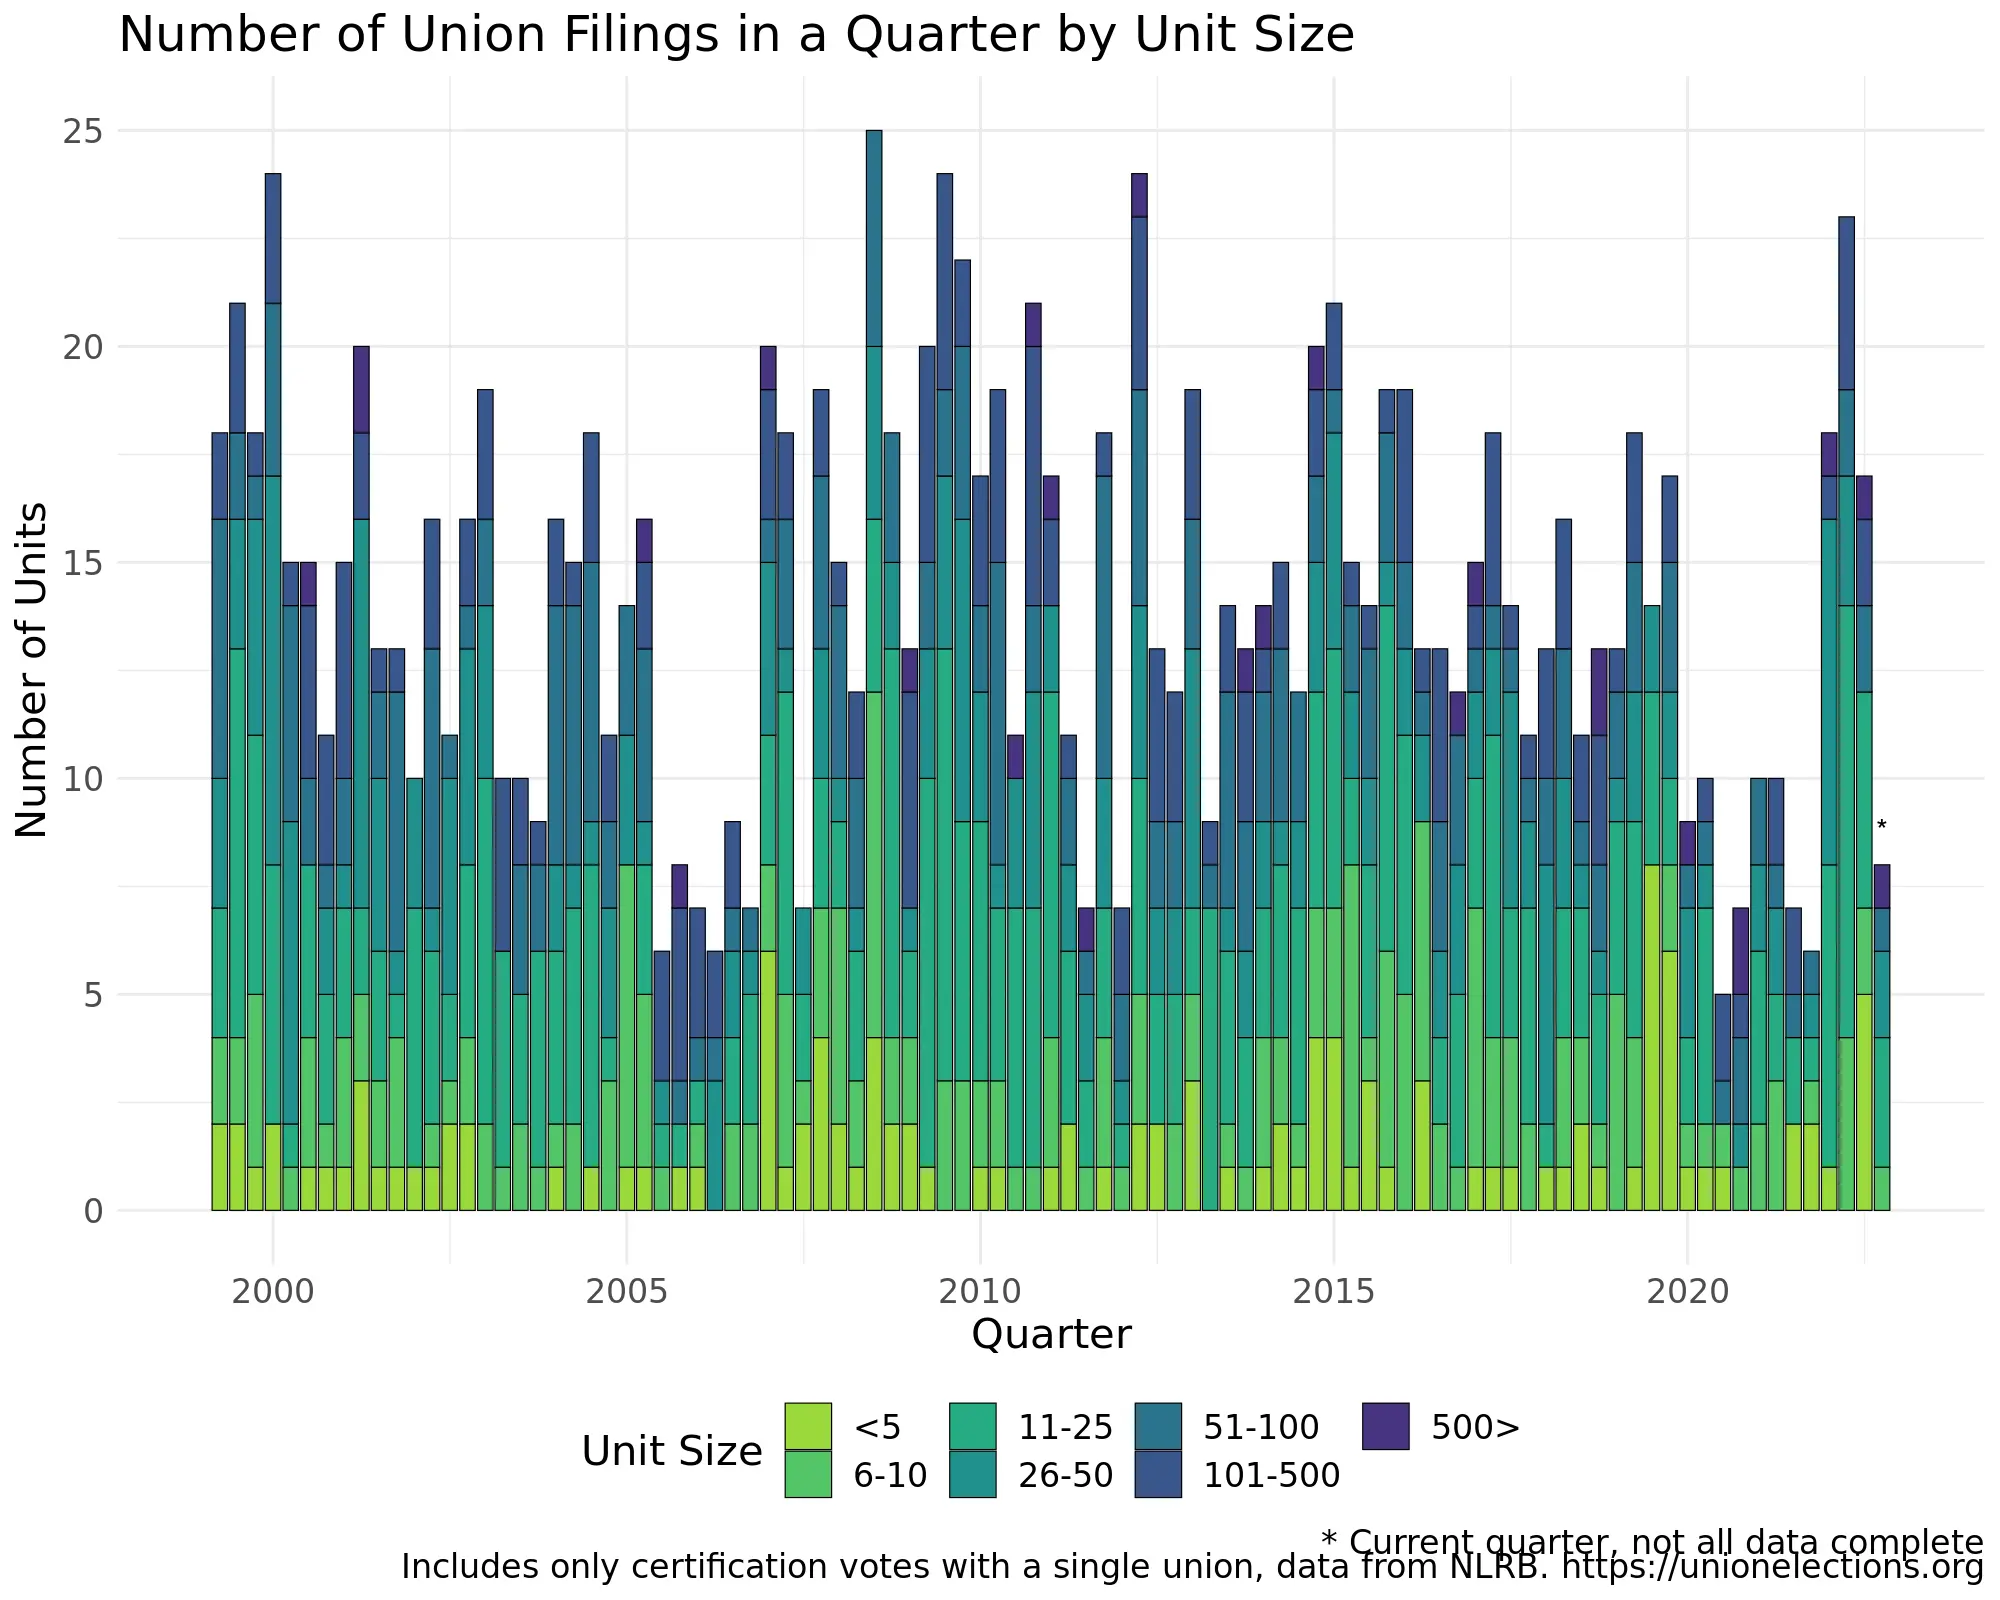 Number of Union Filings in a Quarter by Unit Size
Number of Units
25
20
15
10
5
0
*
2000 2005 2010 2015 2020
Quarter
Unit Size
<5 11-25 51-100 500>
6-10 26-50 101-500
* Current quarter, not all data complete
Includes only certification votes with a single union, data from NLRB. https://unionelections.org